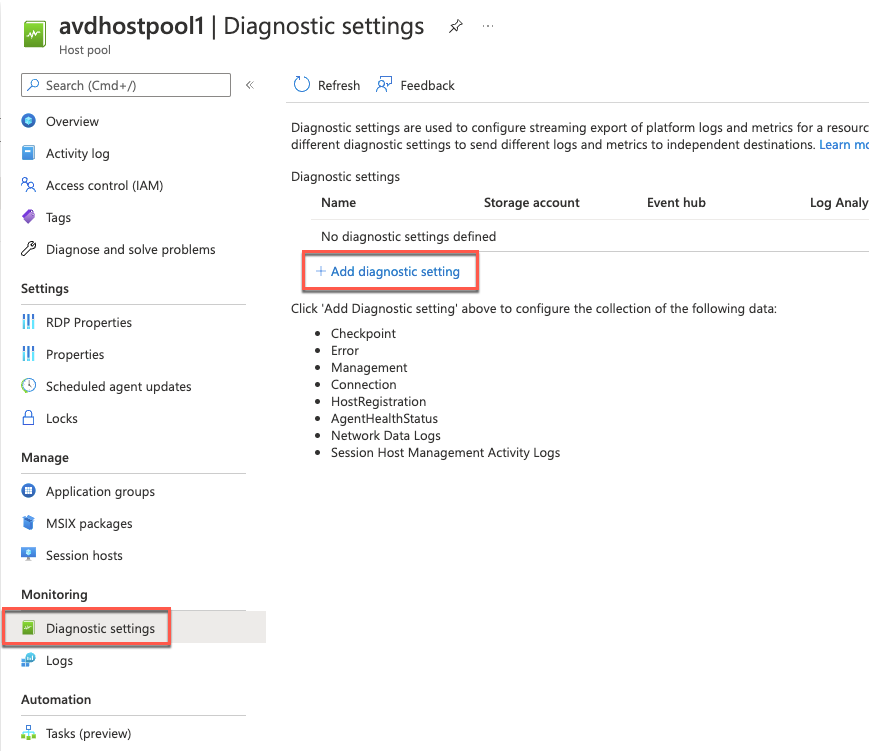 avdhostpool1 | Diagnostic settings
Host pool
Search (Cmd+/)
Overview
Activity log
Access control (IAM)
Tags
Diagnose and solve problems
Settings
RDP Properties
Properties
Scheduled agent updates
Locks
Manage
Application groups
MSIX packages
Session hosts
Monitoring
Diagnostic settings
Logs
Automation
Tasks (preview)
Refresh Feedback
Diagnostic settings are used to configure streaming export of platform logs and metrics for a resourc
different diagnostic settings to send different logs and metrics to independent destinations. Learn mo
Diagnostic settings
Name Storage account Event hub Log Analy
No diagnostic settings defined
+ Add diagnostic setting
Click 'Add Diagnostic setting' above to configure the collection of the following data:
• Checkpoint
• Error
• Management
• Connection
• HostRegistration
• AgentHealthStatus
• Network Data Logs
• Session Host Management Activity Logs